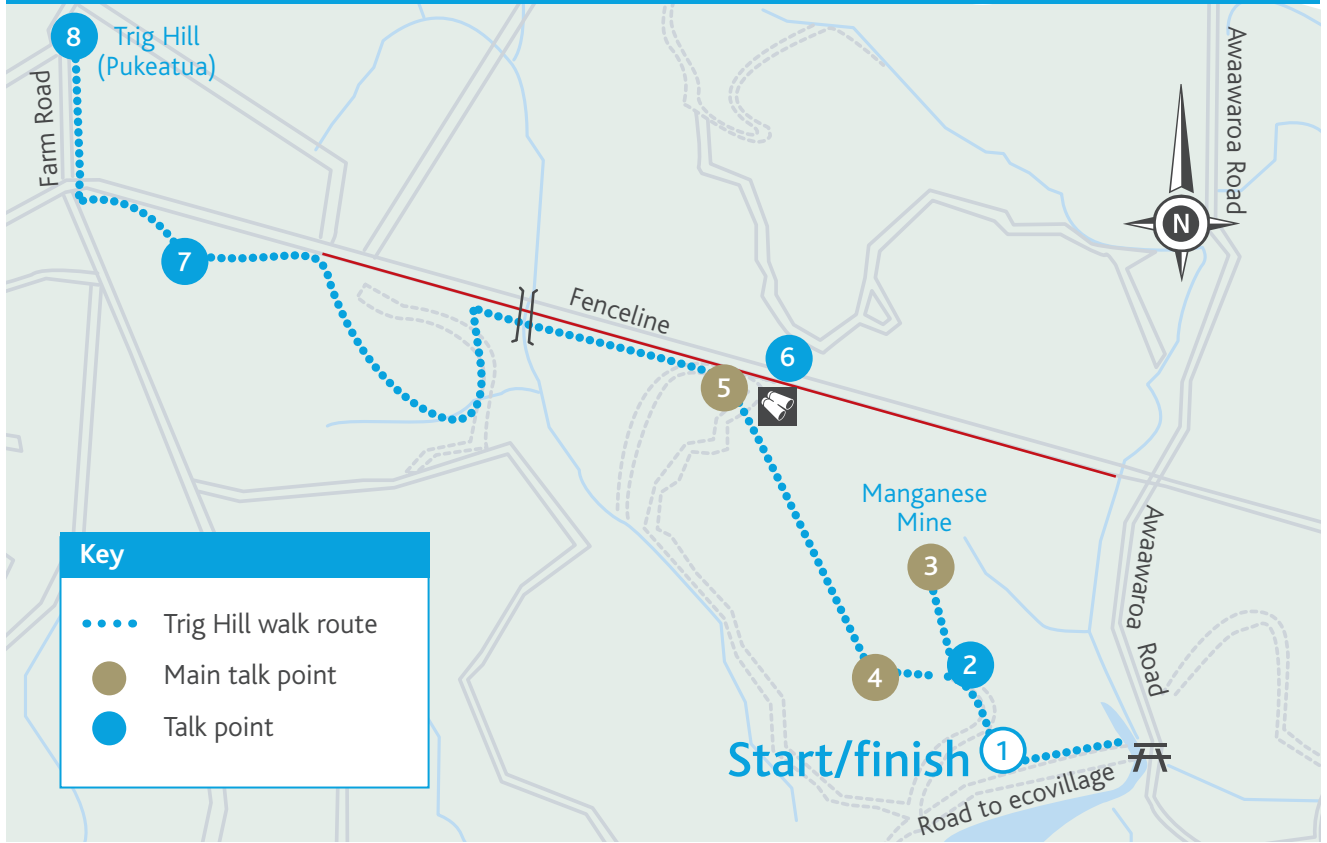 8
Trig Hill
(Pukeatua)
Farm Road
Awaawaroa Road
N
7
Fenceline
6
5
Manganese
Mine
3
Awaawaroa Road
2
4
Start/finish
1
Road to ecovillage
Key
Trig Hill walk route
Main talk point
Talk point